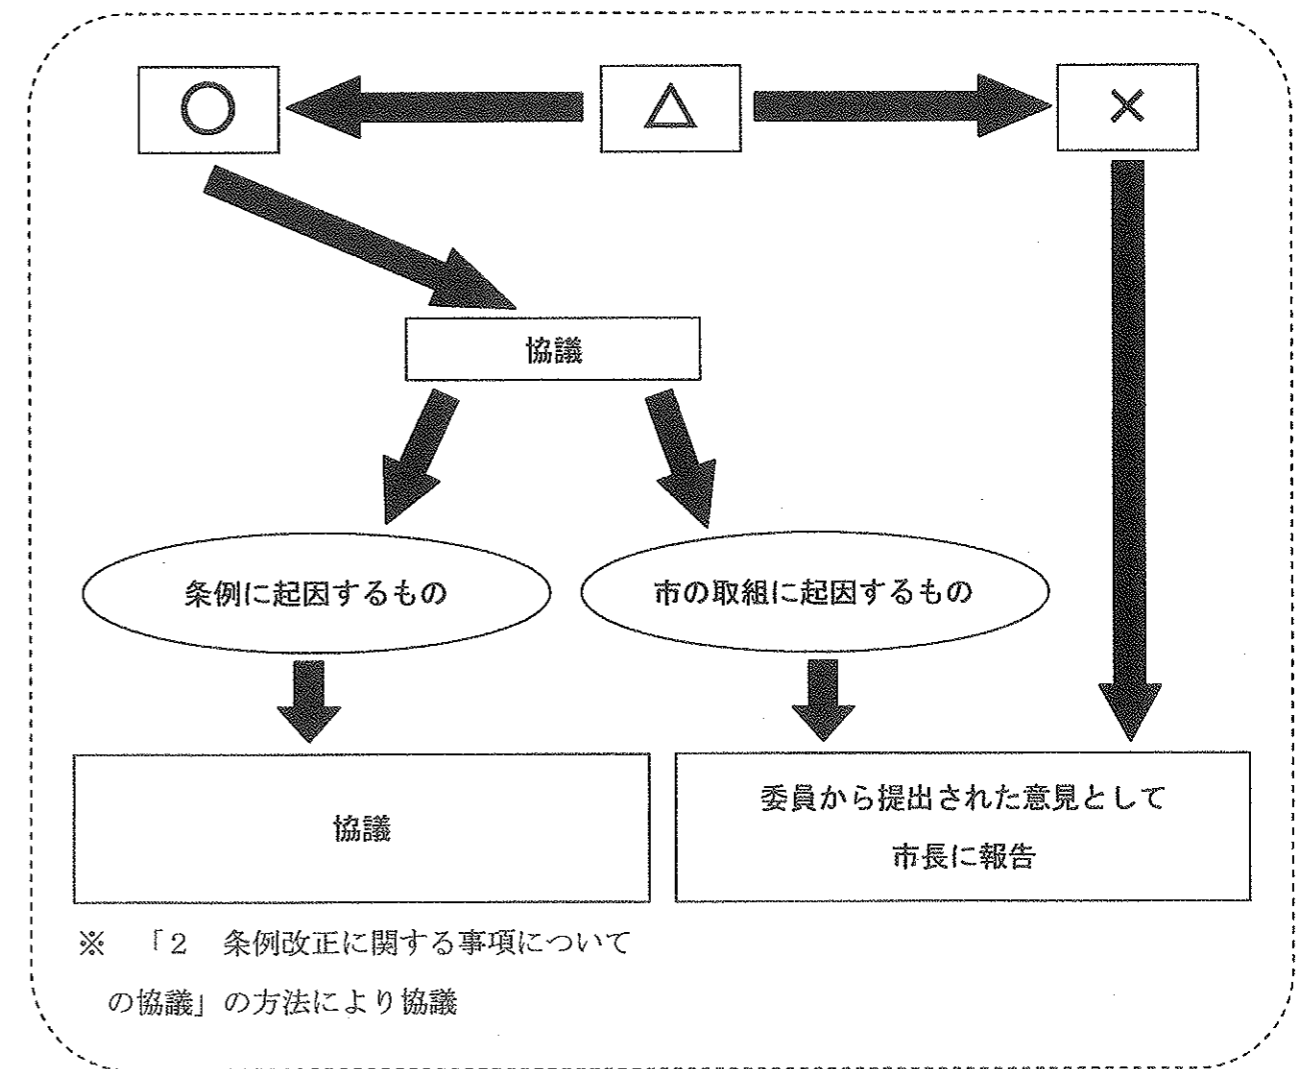 ○
△
×
協議
条例に起因するもの
市の取組に起因するもの
協議
委員から提出された意見として
市長に報告
※　「２　条例改正に関する事項について
の協議」の方法により協議